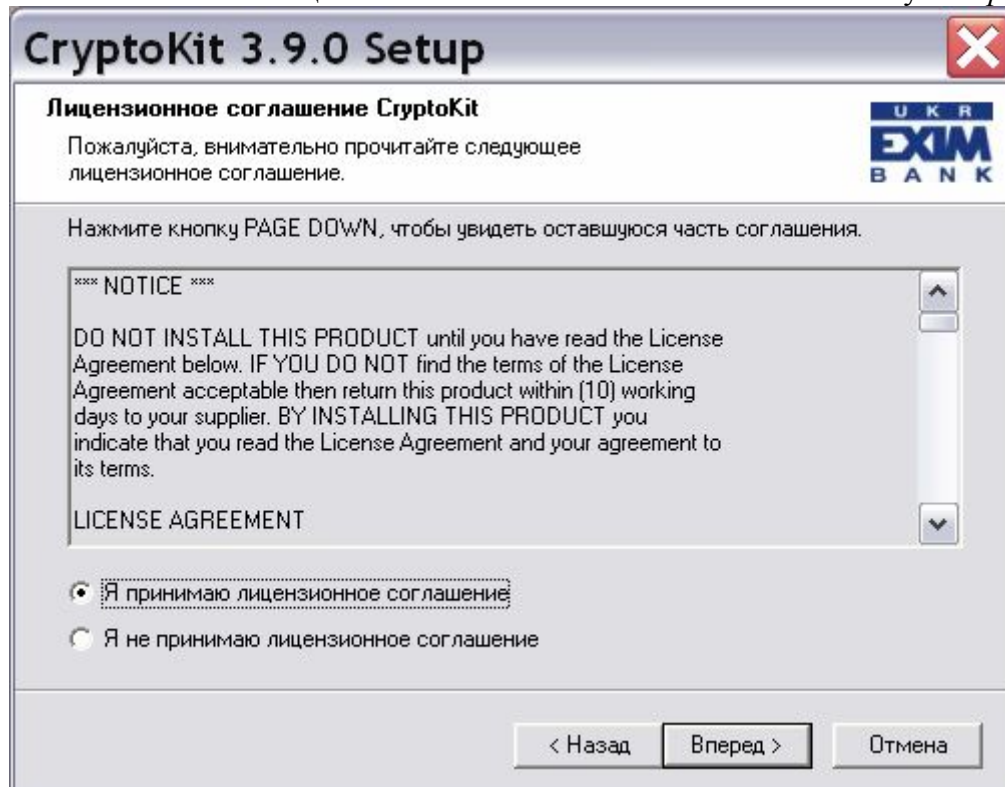 CryptoKit 3.9.0 Setup
Лицензионное соглашение CryptoKit
Пожалуйста, внимательно прочитайте следующее
лицензионное соглашение.
UKR
EXIM
BANK
Нажмите кнопку PAGE DOWN, чтобы увидеть оставшуюся часть соглашения.
*** NOTICE ***
DO NOT INSTALL THIS PRODUCT until you have read the License
Agreement below. IF YOU DO NOT find the terms of the License
Agreement acceptable then return this product within (10) working
days to your supplier. BY INSTALLING THIS PRODUCT you
indicate that you read the License Agreement and your agreement to
its terms.
LICENSE AGREEMENT
Я принимаю лицензионное соглашение
Я не принимаю лицензионное соглашение
< Назад
Вперед >
Отмена